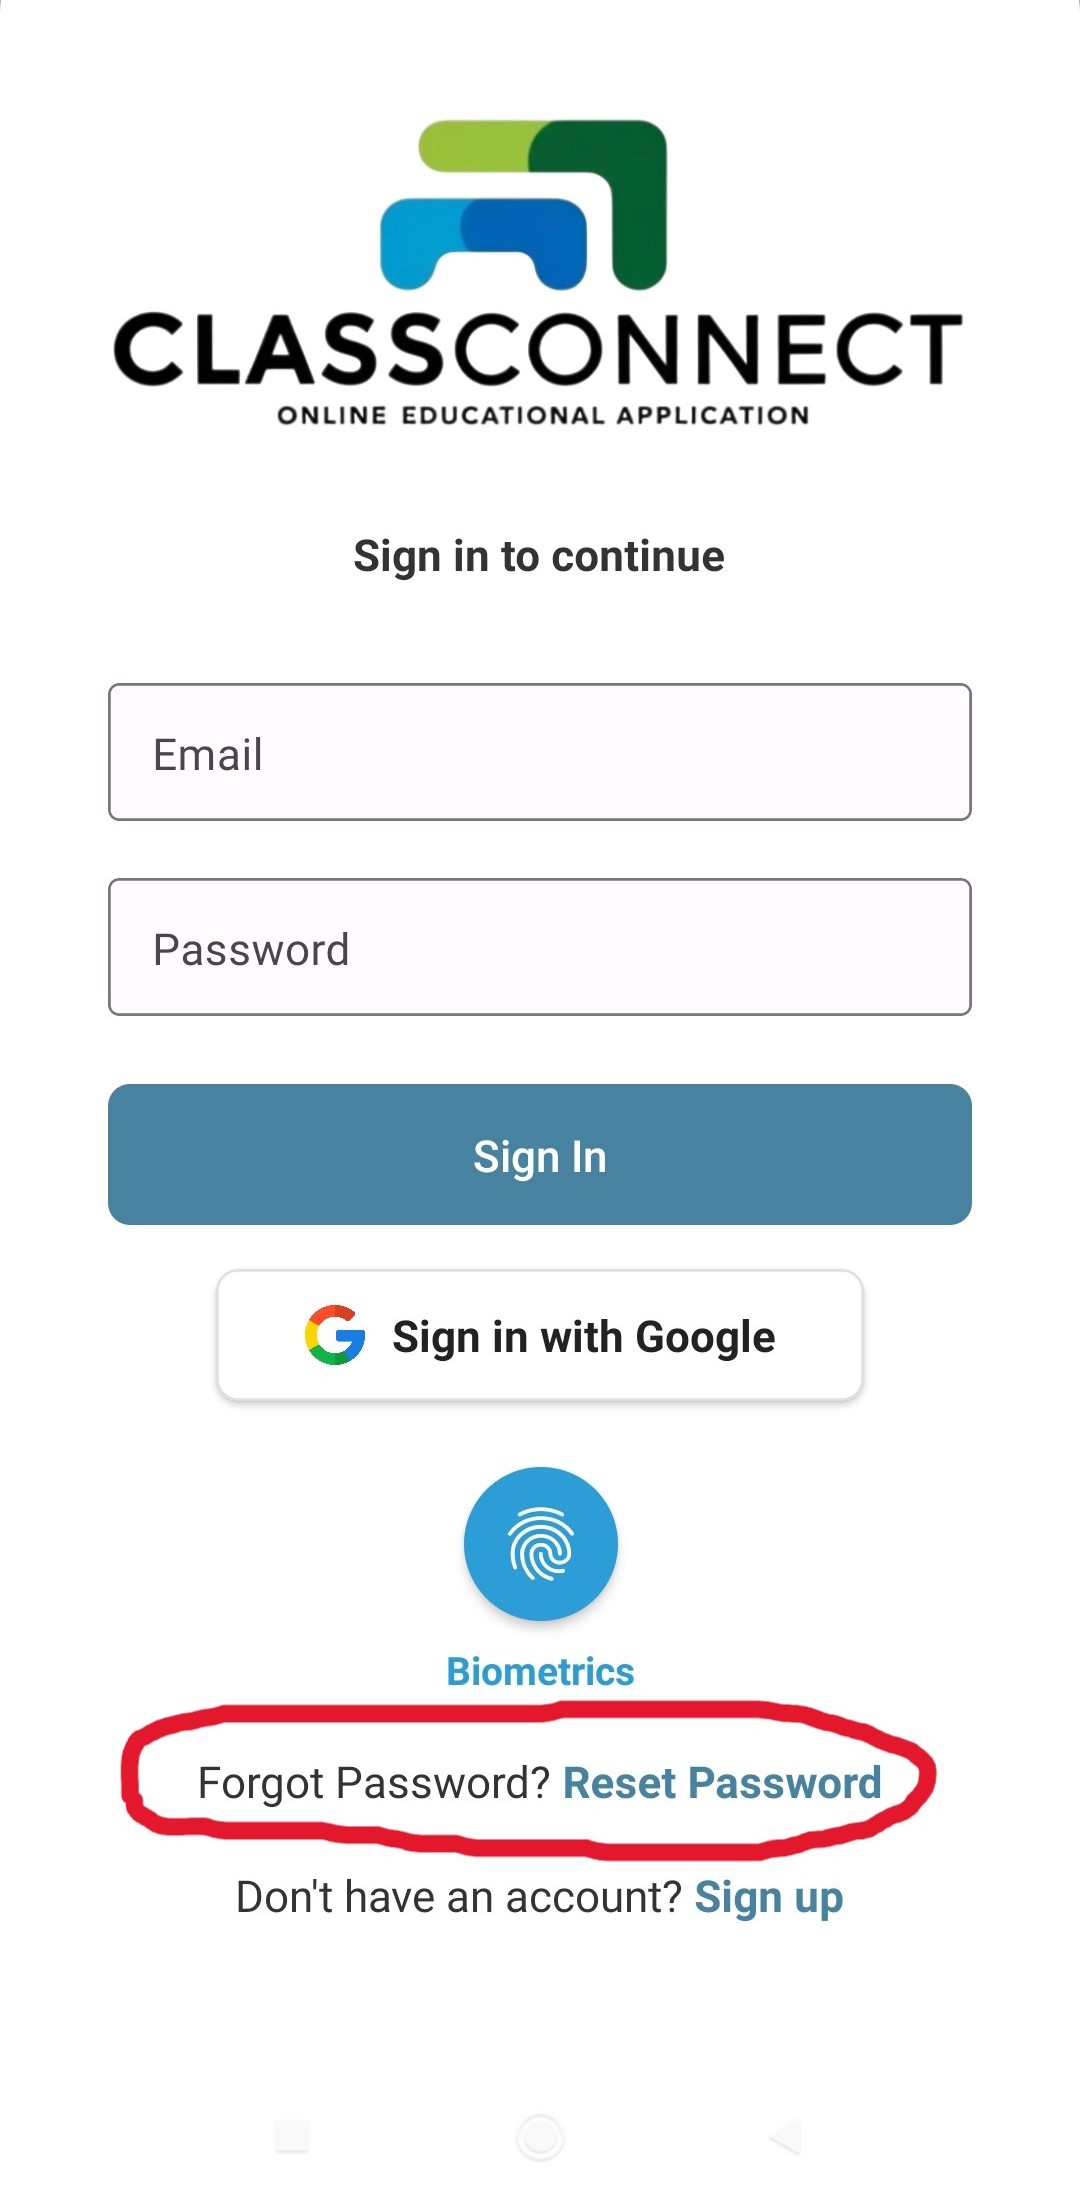 CLASSCONNECT
ONLINE EDUCATIONAL APPLICATION
Sign in to continue
Email
Password
Sign In
Sign in with Google
Biometrics
Forgot Password? Reset Password
Don't have an account? Sign up